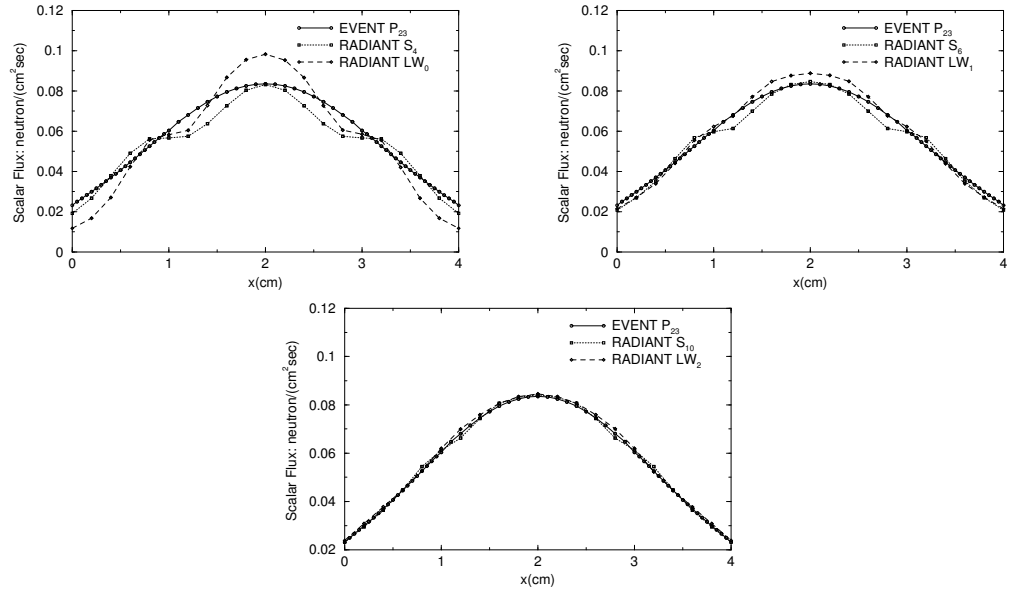 Scalar Flux: neutron/(cm²sec)
0.12
0.1
0.08
0.06
0.04
0.02
0
EVENT P₂₃
RADIANT S₄
RADIANT LW₀
0 1 2 3 4
x(cm)
Scalar Flux: neutron/(cm²sec)
0.12
0.1
0.08
0.06
0.04
0.02
0
EVENT P₂₃
RADIANT S₆
RADIANT LW₁
0 1 2 3 4
x(cm)
Scalar Flux: neutron/(cm²sec)
0.12
0.1
0.08
0.06
0.04
0.02
EVENT P₂₃
RADIANT S₁₀
RADIANT LW₂
0 1 2 3 4
x(cm)